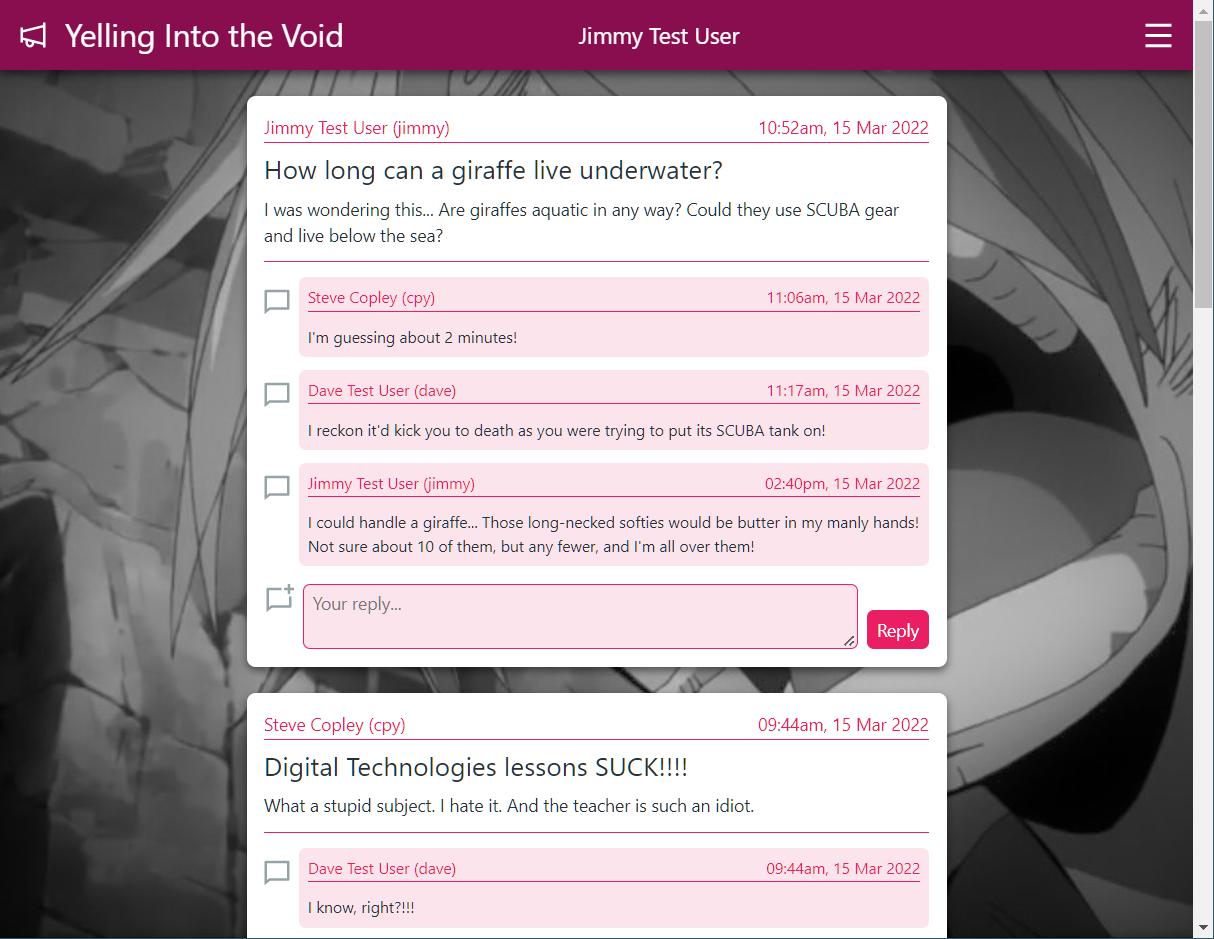 Yelling Into the Void
Jimmy Test User
Jimmy Test User (jimmy) 10:52am, 15 Mar 2022
How long can a giraffe live underwater?
I was wondering this... Are giraffes aquatic in any way? Could they use SCUBA gear
and live below the sea?
Steve Copley (cpy) 11:06am, 15 Mar 2022
I'm guessing about 2 minutes!
Dave Test User (dave) 11:17am, 15 Mar 2022
I reckon it'd kick you to death as you were trying to put its SCUBA tank on!
Jimmy Test User (jimmy) 02:40pm, 15 Mar 2022
I could handle a giraffe... Those long-necked softies would be butter in my manly hands!
Not sure about 10 of them, but any fewer, and I'm all over them!
Your reply...
Reply
Steve Copley (cpy) 09:44am, 15 Mar 2022
Digital Technologies lessons SUCK!!!!
What a stupid subject. I hate it. And the teacher is such an idiot.
Dave Test User (dave) 09:44am, 15 Mar 2022
I know, right?!!!